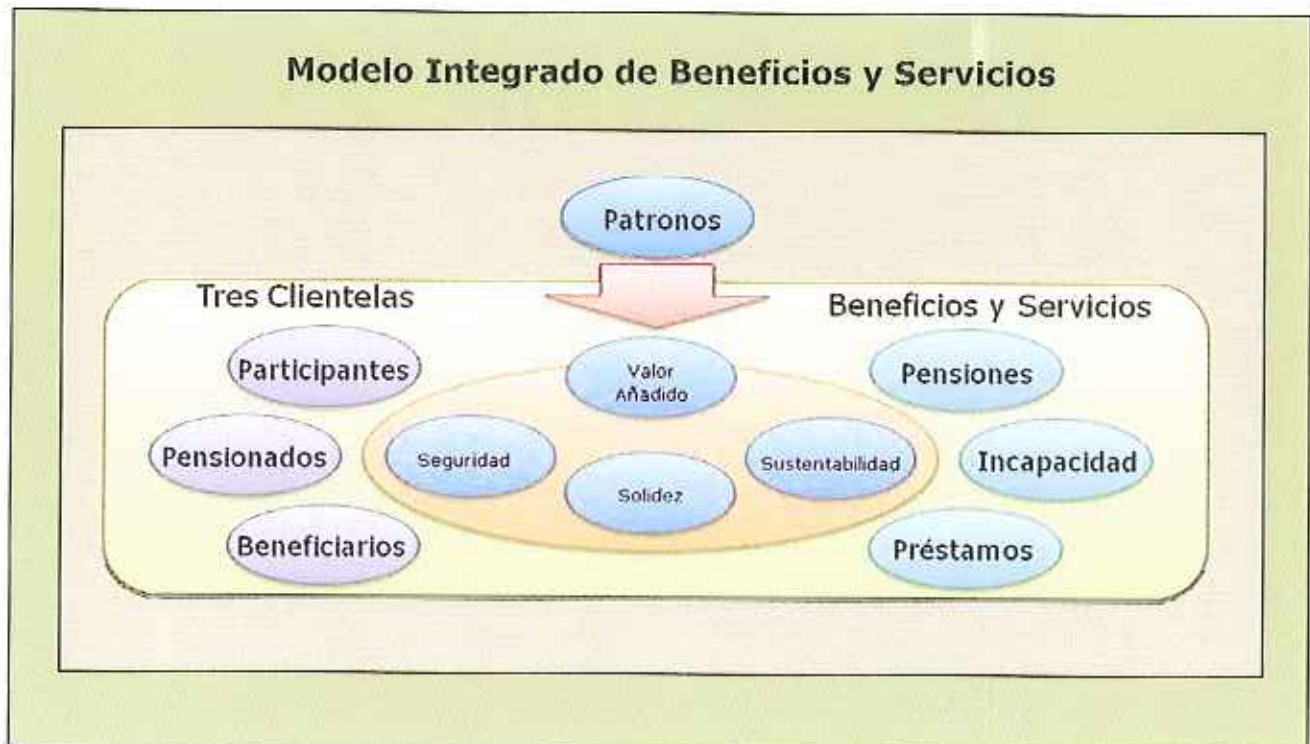 Modelo Integrado de Beneficios y Servicios
Patronos
Tres Clientelas
Beneficios y Servicios
Participantes
Pensionados
Beneficiarios
Valor
Añadido
Seguridad
Solidez
Sustentabilidad
Pensiones
Incapacidad
Préstamos